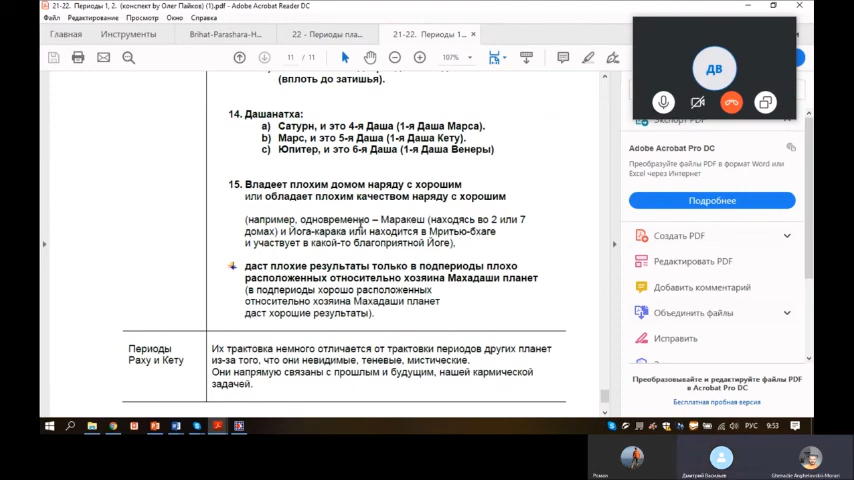 21-22. Периоды 1, 2. (конспект by Олег Пайков) (1).pdf - Adobe Acrobat Reader DC
Файл Редактирование Просмотр Окно Справка
Главная Инструменты Brihat-Parashara-H... 22 - Периоды пла... 21-22. Периоды 1... ×
11 / 11 107%
(вплоть до затишья).
14. Дашанатха:
a) Сатурн, и это 4-я Даша (1-я Даша Марса).
b) Марс, и это 5-я Даша (1-я Даша Кету).
c) Юпитер, и это 6-я Даша (1-я Даша Венеры)
15. Владеет плохим домом наряду с хорошим
или обладает плохим качеством наряду с хорошим
(например, одновременно – Маракеш (находясь во 2 или 7
домах) и Йога-карака или находится в Мритью-бхаге
и участвует в какой-то благоприятной Йоге),
даст плохие результаты только в подпериоды плохо
расположенных относительно хозяина Махадаши планет
(в подпериоды хорошо расположенных
относительно хозяина Махадаши планет
даст хорошие результаты).
Периоды
Раху и Кету
Их трактовка немного отличается от трактовки периодов других планет
из-за того, что они невидимые, теневые, мистические.
Они напрямую связаны с прошлым и будущим, нашей кармической
задачей.
ДВ
Экспорт PDF
Adobe Acrobat Pro DC
Преобразуйте файлы PDF в формат Word или
Excel через Интернет
Подробнее
Создать PDF
Редактировать PDF
Добавить комментарий
Объединить файлы
Исправить
Преобразовывайте и редактируйте файлы PDF
в Acrobat Pro DC
Бесплатная пробная версия
РУС 9:53
Роман
Дмитрий Васильев
Ghenadie Anghelovici-Morari